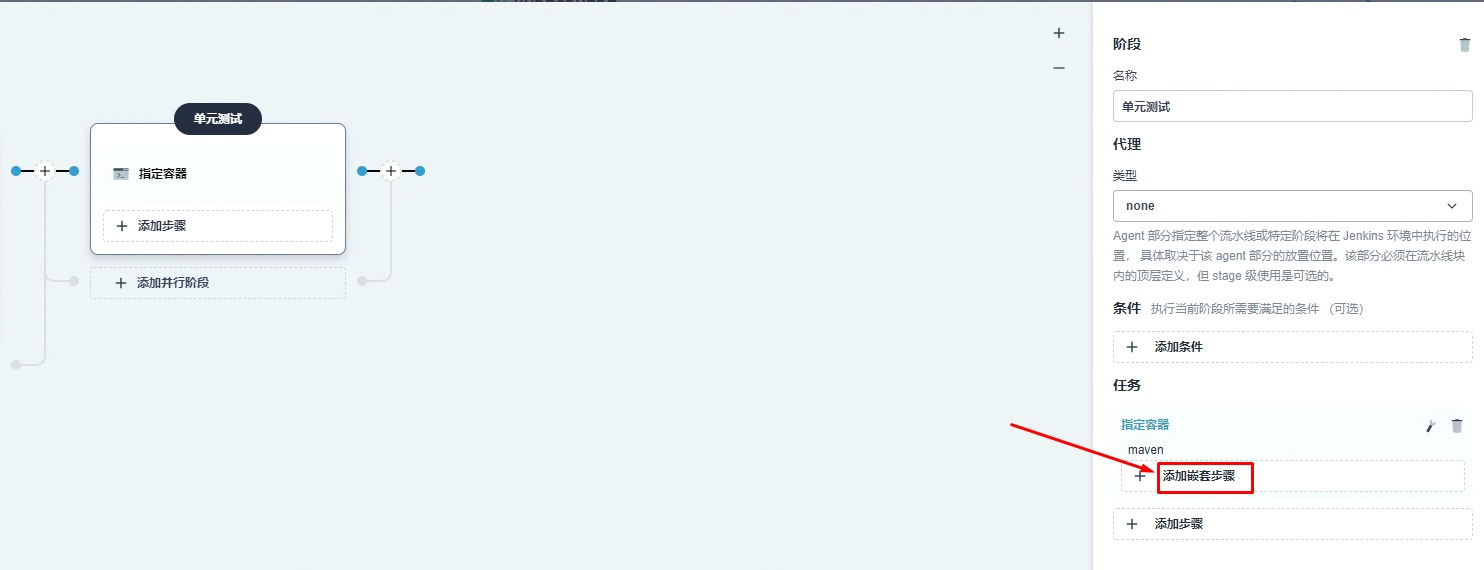 单元测试
指定容器
添加步骤
添加并行阶段
阶段
名称
单元测试
代理
类型
none
Agent 部分指定整个流水线或特定阶段将在 Jenkins 环境中执行的位
置， 具体取决于该 agent 部分的放置位置。该部分必须在流水线块
内的顶层定义，但 stage 级使用是可选的。
条件 执行当前阶段所需要满足的条件 (可选)
添加条件
任务
指定容器
maven
添加嵌套步骤
添加步骤